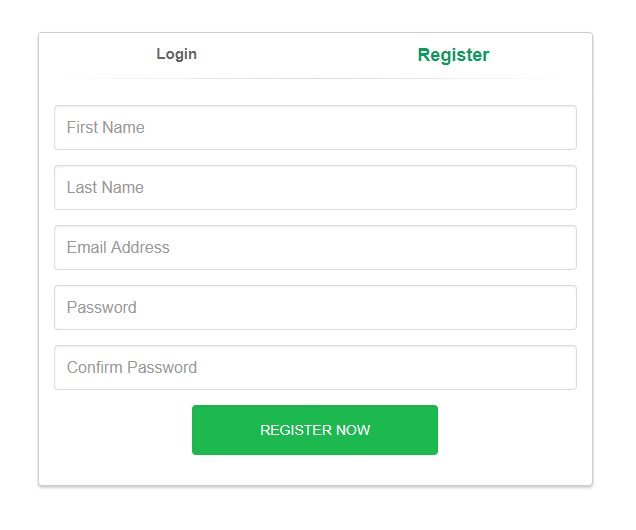 Login Register
First Name
Last Name
Email Address
Password
Confirm Password
REGISTER NOW